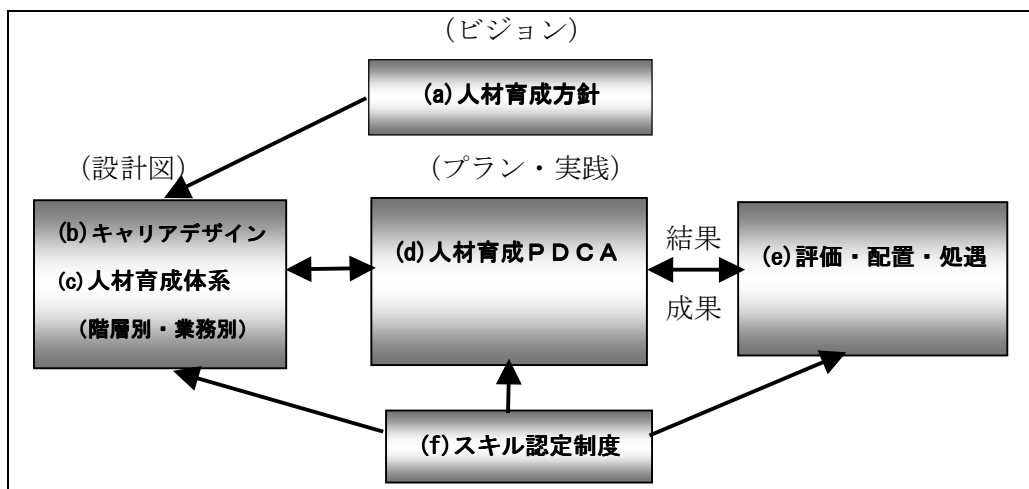 （ビジョン）
(a)人材育成方針
（設計図）
（プラン・実践）
(b)キャリアデザイン
(c)人材育成体系
（階層別・業務別）
(d)人材育成ＰＤＣＡ
結果
成果
(e)評価・配置・処遇
(f)スキル認定制度